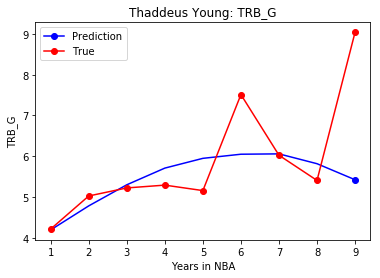 Thaddeus Young: TRB_G
Prediction
True
TRB_G
9
8
7
6
5
4
1 2 3 4 5 6 7 8 9
Years in NBA